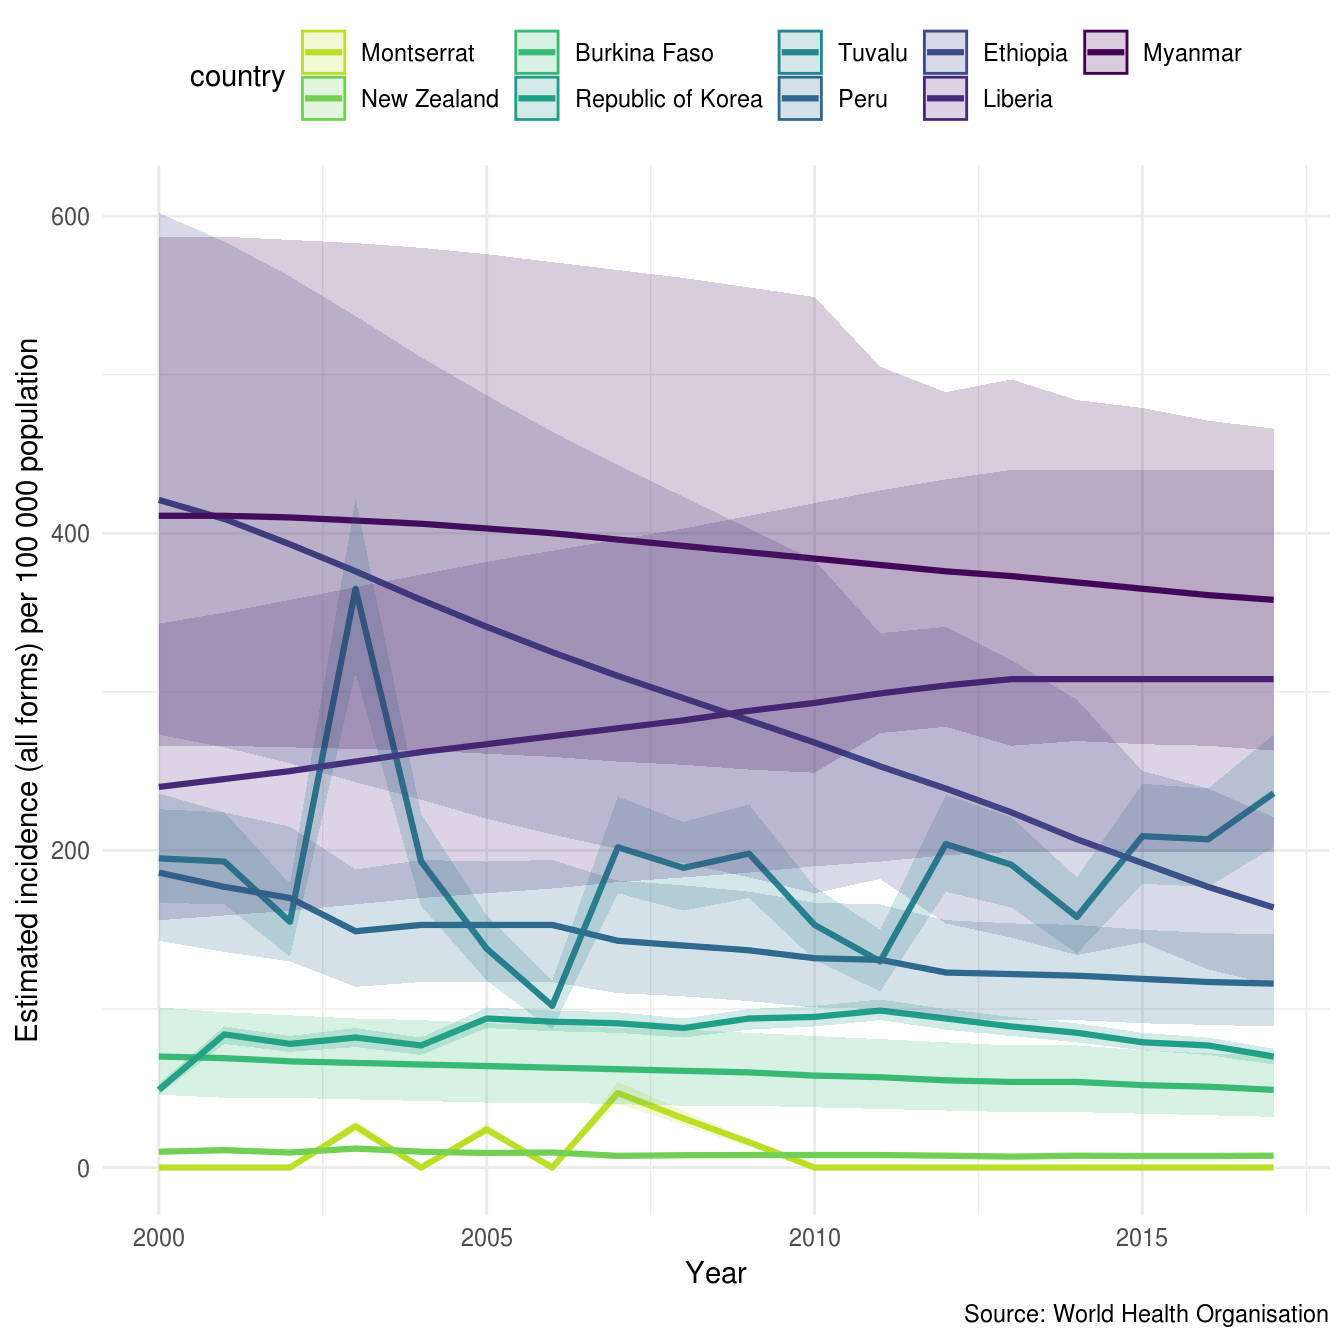 country
Montserrat
Burkina Faso
Tuvalu
Ethiopia
Myanmar
New Zealand
Republic of Korea
Peru
Liberia
Estimated incidence (all forms) per 100 000 population
600
400
200
0
2000
2005
2010
2015
Year
Source: World Health Organisation